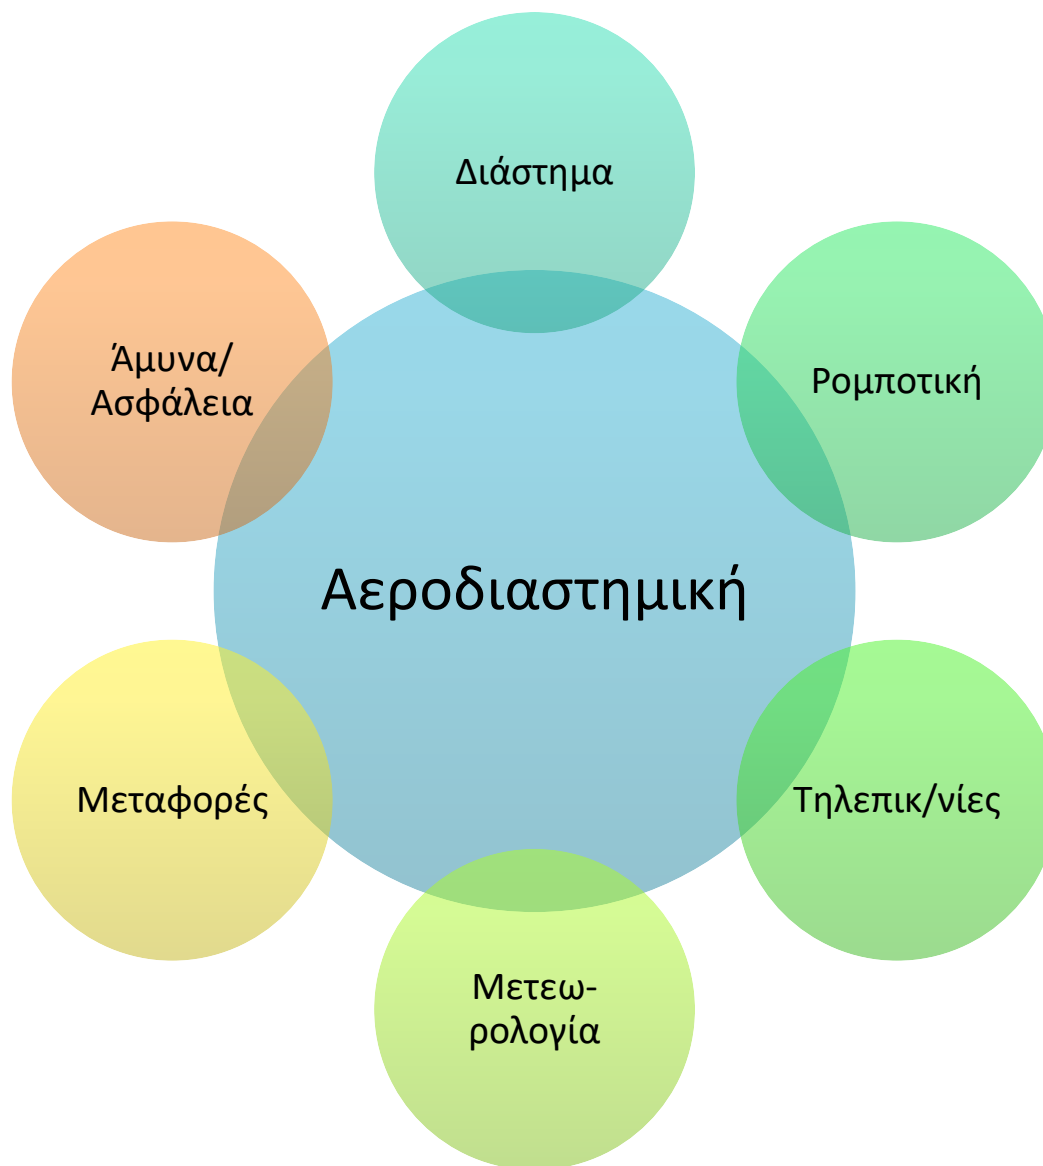 Διάστημα
Άμυνα/
Ασφάλεια
Ρομποτική
Αεροδιαστημική
Μεταφορές
Τηλεπικ/νίες
Μετεω-
ρολογία